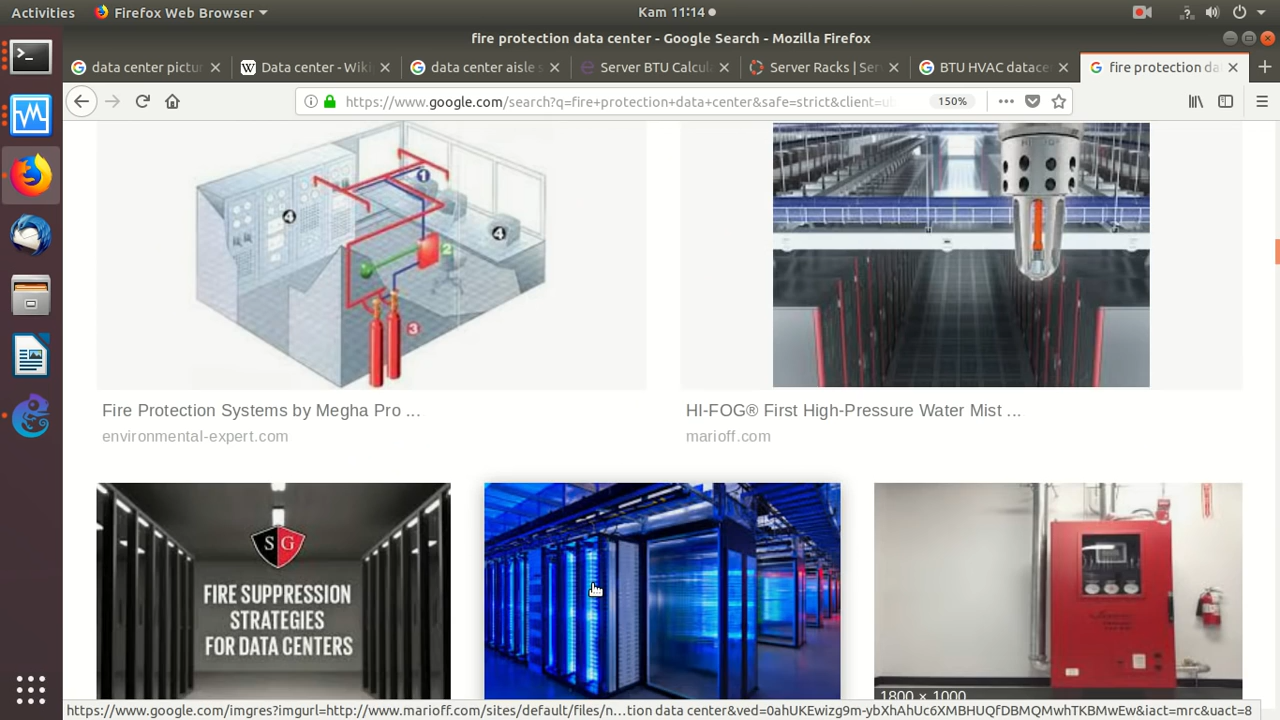 Activities Firefox Web Browser Kam 11:14
fire protection data center - Google Search - Mozilla Firefox
data center pictur Data center - Wiki data center aisle s Server BTU Calcul Server Racks | Ser BTU HVAC datace fire protection da
https://www.google.com/search?q=fire+protection+data+center&safe=strict&client=u 150%
1
4
4
2
3
HI-FOG
Fire Protection Systems by Megha Pro ... HI-FOG® First High-Pressure Water Mist ...
environmental-expert.com marioff.com
S G
FIRE SUPPRESSION
STRATEGIES
FOR DATA CENTERS
1800 × 1000
https://www.google.com/imgres?imgurl=http://www.marioff.com/sites/default/files/n...tion data center&ved=0ahUKEwizg9m-ybXhAhUc6XMBHUQfDBMQMwhTKBMwEw&iact=mrc&uact=8